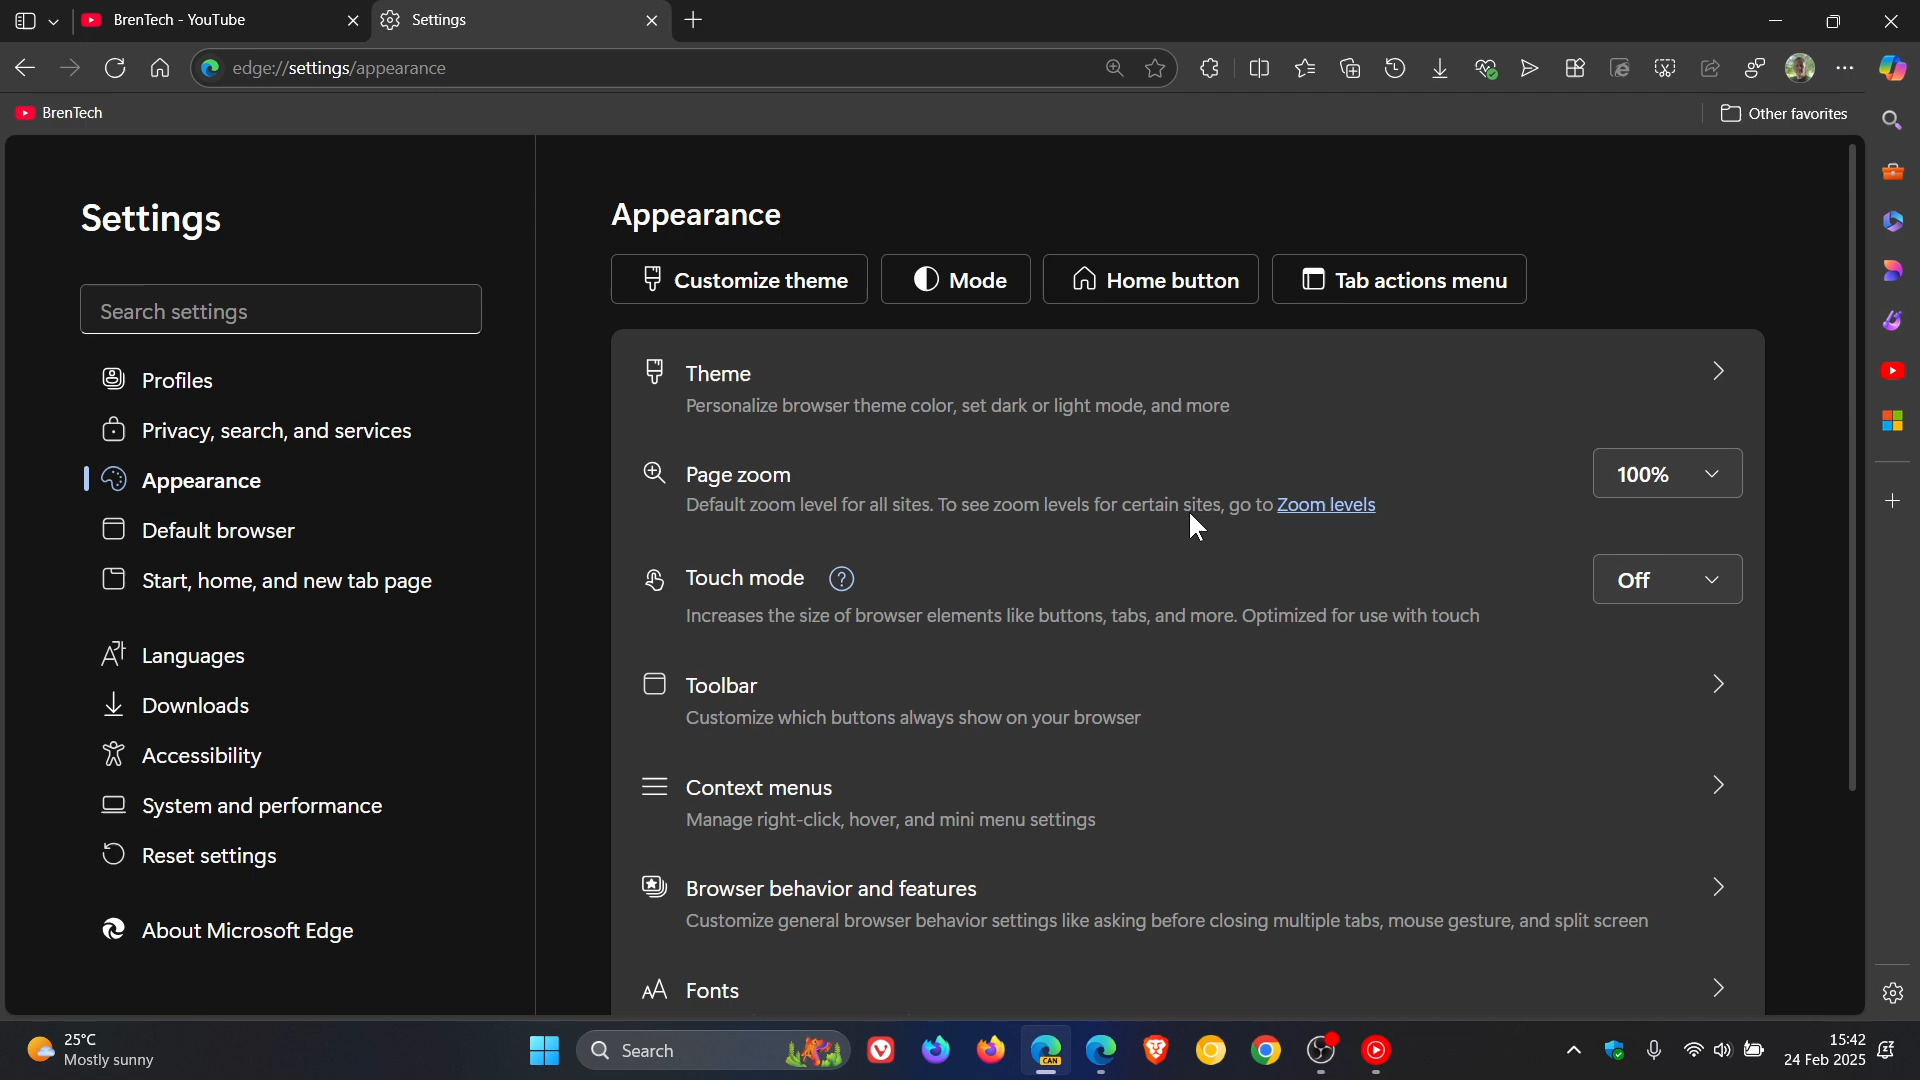 BrenTech - YouTube
Settings
edge://settings/appearance
BrenTech
Other favorites
Settings
Search settings
Profiles
Privacy, search, and services
Appearance
Default browser
Start, home, and new tab page
Languages
Downloads
Accessibility
System and performance
Reset settings
About Microsoft Edge
Appearance
Customize theme
Mode
Home button
Tab actions menu
Theme
Personalize browser theme color, set dark or light mode, and more
Page zoom
Default zoom level for all sites. To see zoom levels for certain sites, go to Zoom levels
100%
Touch mode
Increases the size of browser elements like buttons, tabs, and more. Optimized for use with touch
Off
Toolbar
Customize which buttons always show on your browser
Context menus
Manage right-click, hover, and mini menu settings
Browser behavior and features
Customize general browser behavior settings like asking before closing multiple tabs, mouse gesture, and split screen
Fonts
25°C
Mostly sunny
Search
CAN
15:42
24 Feb 2025